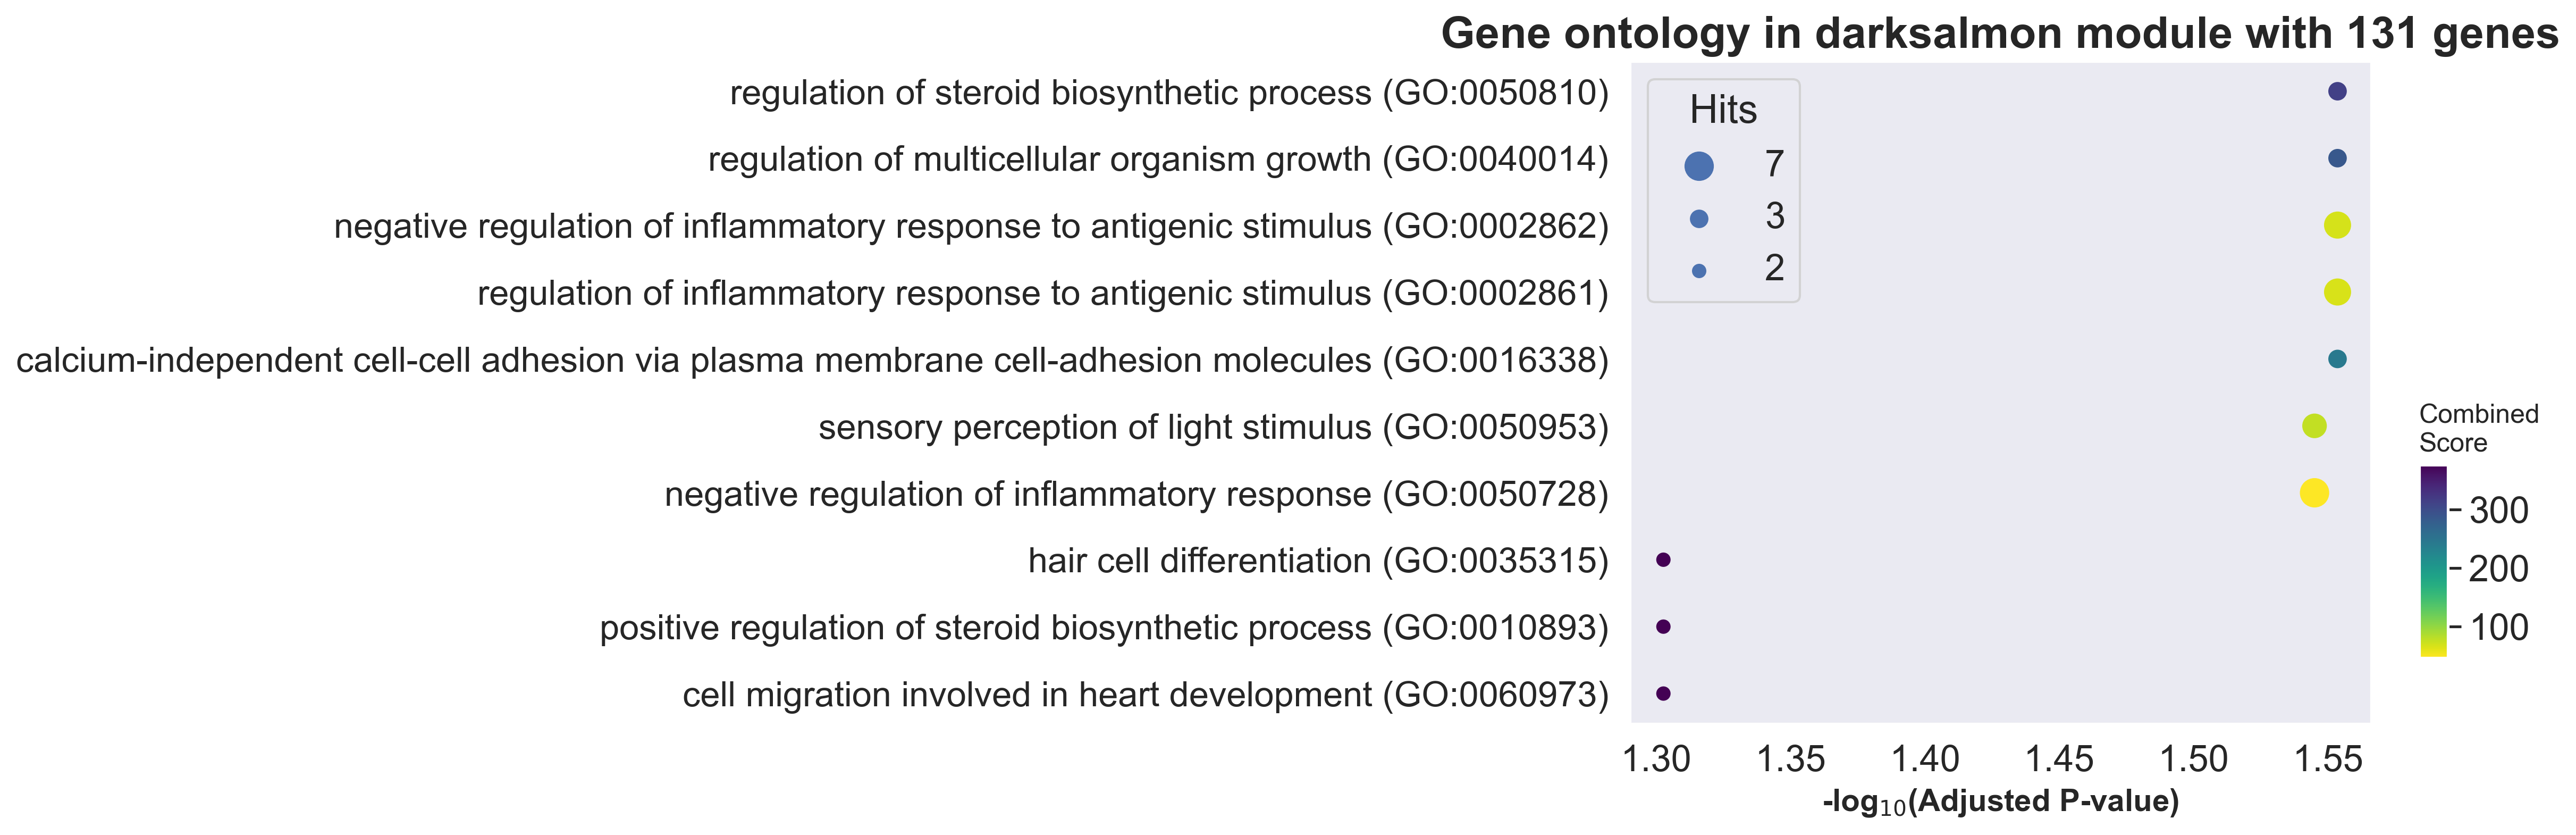 Gene ontology in darksalmon module with 131 genes
regulation of steroid biosynthetic process (GO:0050810)
regulation of multicellular organism growth (GO:0040014)
negative regulation of inflammatory response to antigenic stimulus (GO:0002862)
regulation of inflammatory response to antigenic stimulus (GO:0002861)
calcium-independent cell-cell adhesion via plasma membrane cell-adhesion molecules (GO:0016338)
sensory perception of light stimulus (GO:0050953)
negative regulation of inflammatory response (GO:0050728)
hair cell differentiation (GO:0035315)
positive regulation of steroid biosynthetic process (GO:0010893)
cell migration involved in heart development (GO:0060973)
Hits
7
3
2
Combined
Score
300
200
100
1.30 1.35 1.40 1.45 1.50 1.55
-log10(Adjusted P-value)